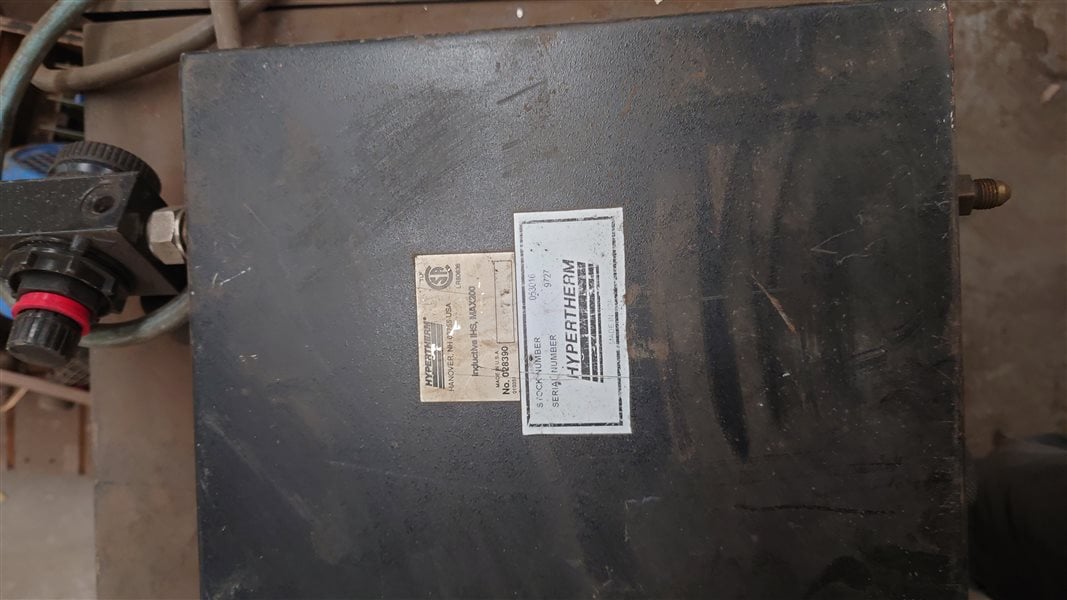 HYPERTHERM®
HANOVER, NH USA
Inductive IHS, MAX200
MADE IN U.S.A.
No. 028390
STOCK NUMBER 053016
SERIAL NUMBER 9727
HYPERTHERM
MADE IN